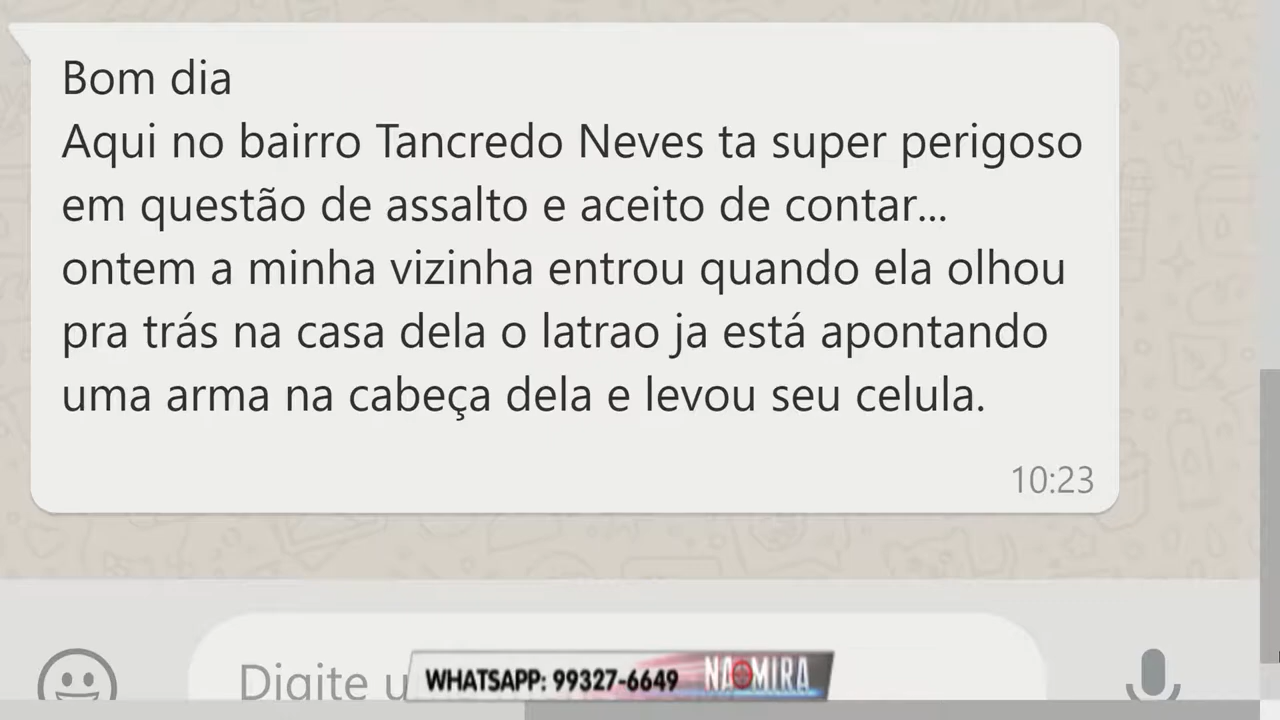 Bom dia
Aqui no bairro Tancredo Neves ta super perigoso
em questão de assalto e aceito de contar...
ontem a minha vizinha entrou quando ela olhou
pra trás na casa dela o latrao ja está apontando
uma arma na cabeça dela e levou seu celula.
10:23
Digite u
WHATSAPP: 99327-6649 NA MIRA